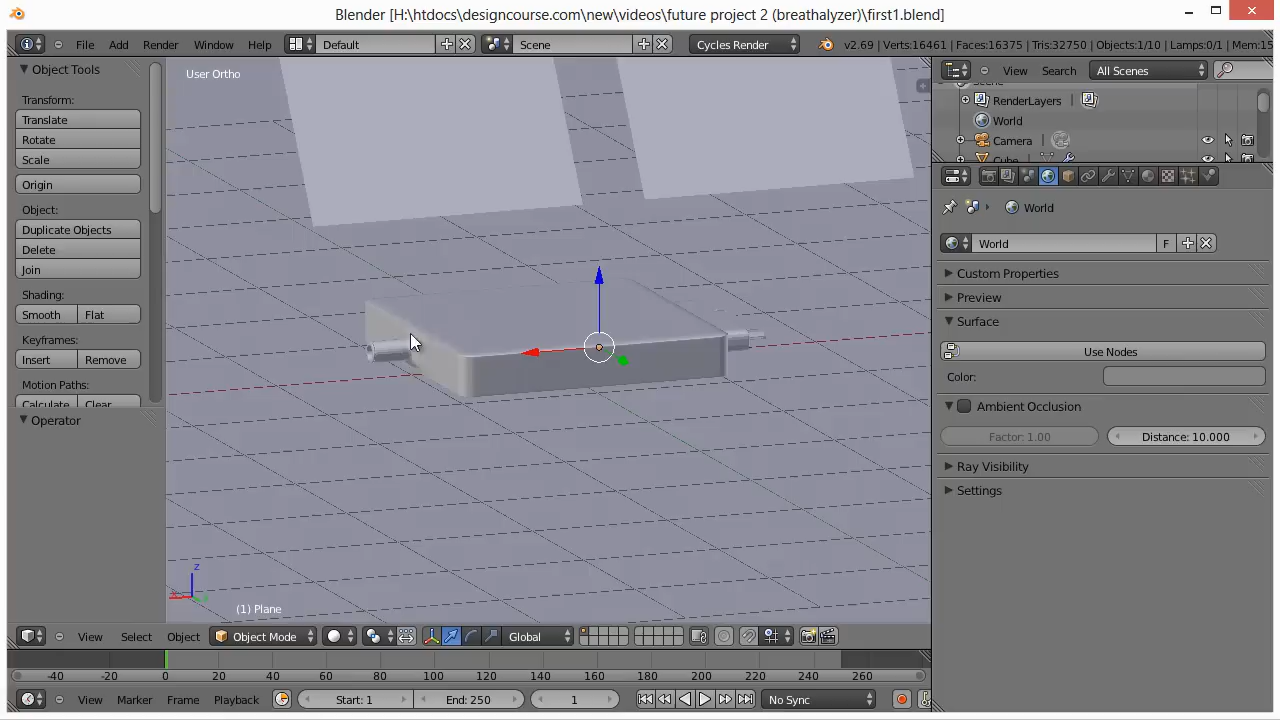 Blender [H:\htdocs\designcourse.com\new\videos\future project 2 (breathalyzer)\first1.blend]
File Add Render Window Help Default Scene Cycles Render v2.69 | Verts:16461 | Faces:16375 | Tris:32750 | Objects:1/10 | Lamps:0/1 | Mem:15
Object Tools
User Ortho
View Search All Scenes
Transform:
Translate
Rotate
Scale
Origin
Object:
Duplicate Objects
Delete
Join
Shading:
Smooth Flat
Keyframes:
Insert Remove
Motion Paths:
Calculate Clear
Operator
RenderLayers
World
Camera
Cube
World
World F
Custom Properties
Preview
Surface
Use Nodes
Color:
Ambient Occlusion
Factor: 1.00 Distance: 10.000
Ray Visibility
Settings
z
(1) Plane
View Select Object Object Mode Global
-40 -20 0 20 40 60 80 100 120 140 160 180 200 220 240 260
View Marker Frame Playback Start: 1 End: 250 1 No Sync